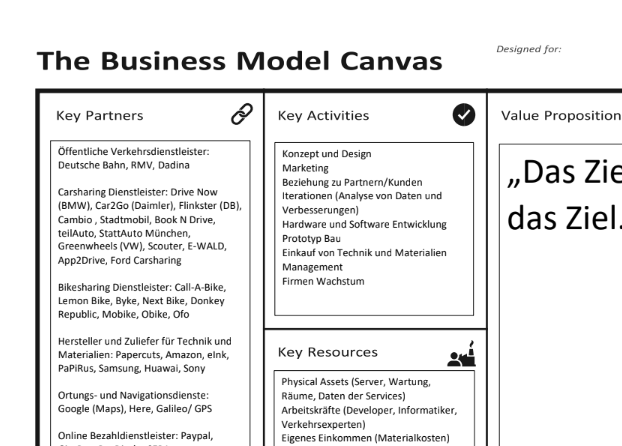 Designed for:
The Business Model Canvas
Key Partners
Öffentliche Verkehrsdienstleister:
Deutsche Bahn, RMV, Dadina
Carsharing Dienstleister: Drive Now
(BMW), Car2Go (Daimler), Flinkster (DB),
Cambio , Stadtmobil, Book N Drive,
teilAuto, StattAuto München,
Greenwheels (VW), Scouter, E-WALD,
App2Drive, Ford Carsharing
Bikesharing Dienstleister: Call-A-Bike,
Lemon Bike, Byke, Next Bike, Donkey
Republic, Mobike, Obike, Ofo
Hersteller und Zuliefer für Technik und
Materialien: Papercuts, Amazon, eInk,
PaPiRus, Samsung, Huawai, Sony
Ortungs- und Navigationsdienste:
Google (Maps), Here, Galileo/ GPS
Online Bezahldienstleister: Paypal,
Key Activities
Konzept und Design
Marketing
Beziehung zu Partnern/Kunden
Iterationen (Analyse von Daten und
Verbesserungen)
Hardware und Software Entwicklung
Prototyp Bau
Einkauf von Technik und Materialien
Management
Firmen Wachstum
Key Resources
Physical Assets (Server, Wartung,
Räume, Daten der Services)
Arbeitskräfte (Developer, Informatiker,
Verkehrsexperten)
Eigenes Einkommen (Materialkosten)
Value Proposition
„Das Zie
das Ziel.